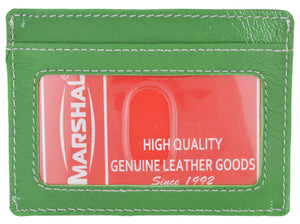 MARSHAL
®
HIGH QUALITY
GENUINE LEATHER GOODS
Since 1992